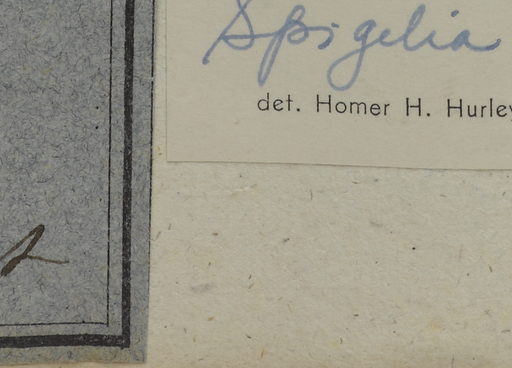 Spigelia
det. Homer H. Hurley